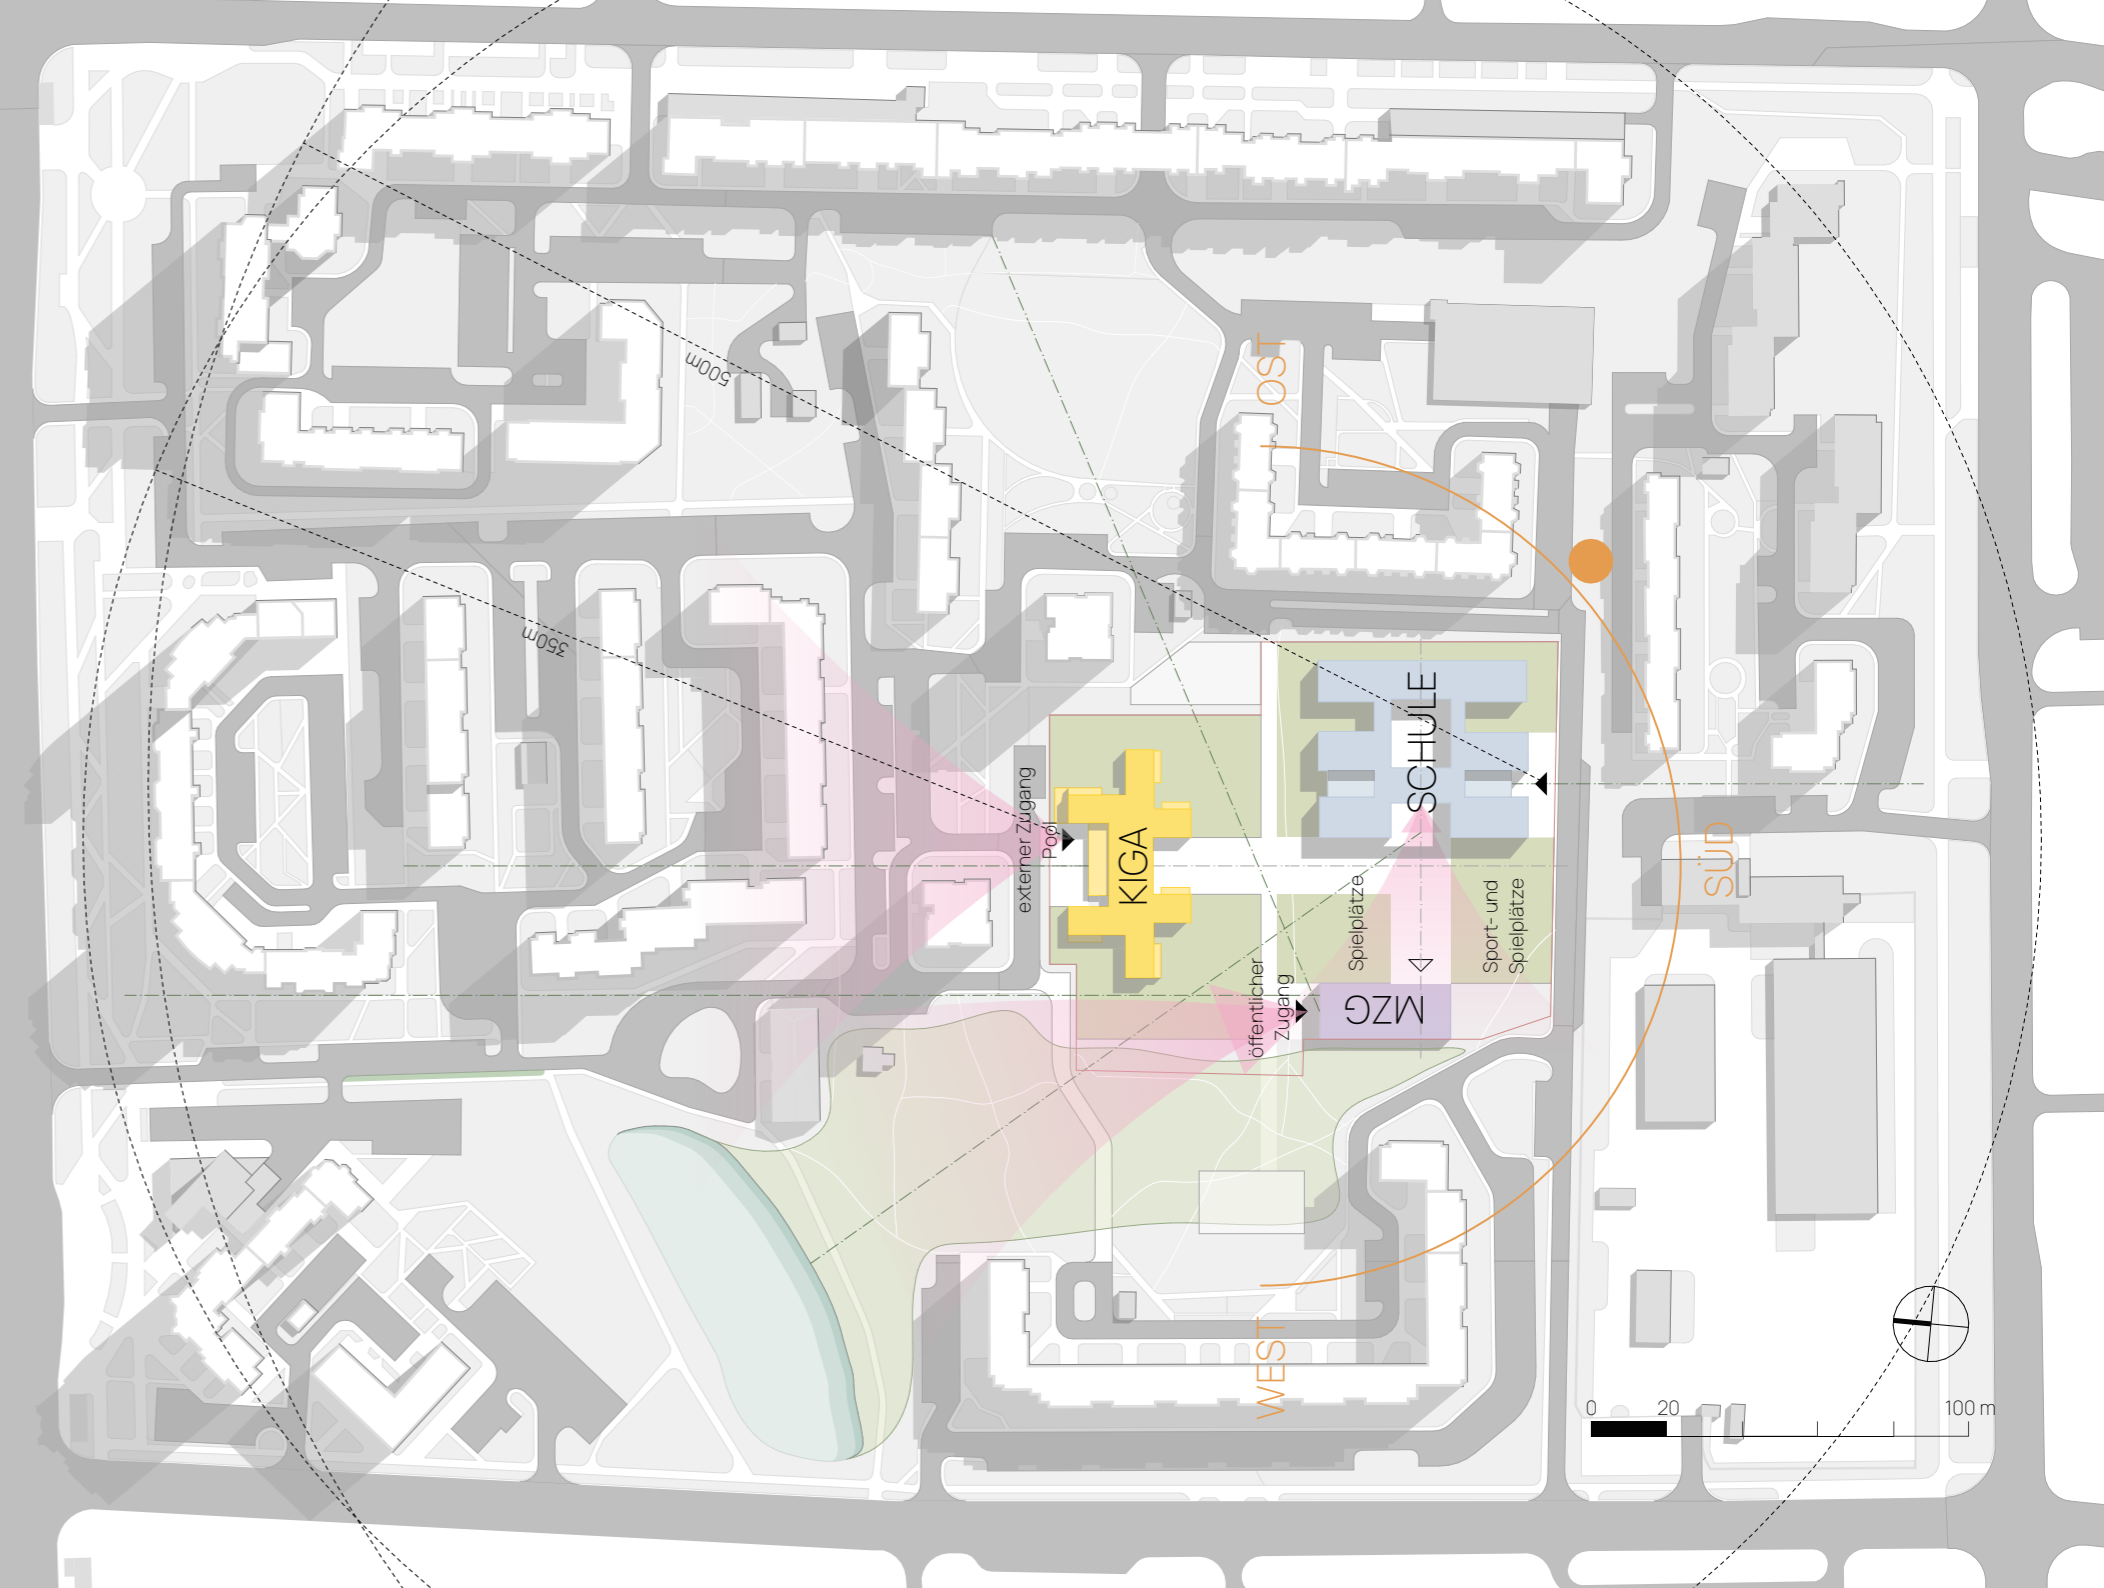 OST
500m
350m
SCHULE
externer Zugang
Pool
KIGA
SÜD
Spielplätze
Sport- und
Spielplätze
öffentlicher
Zugang
MZG
WEST
0 20 100 m